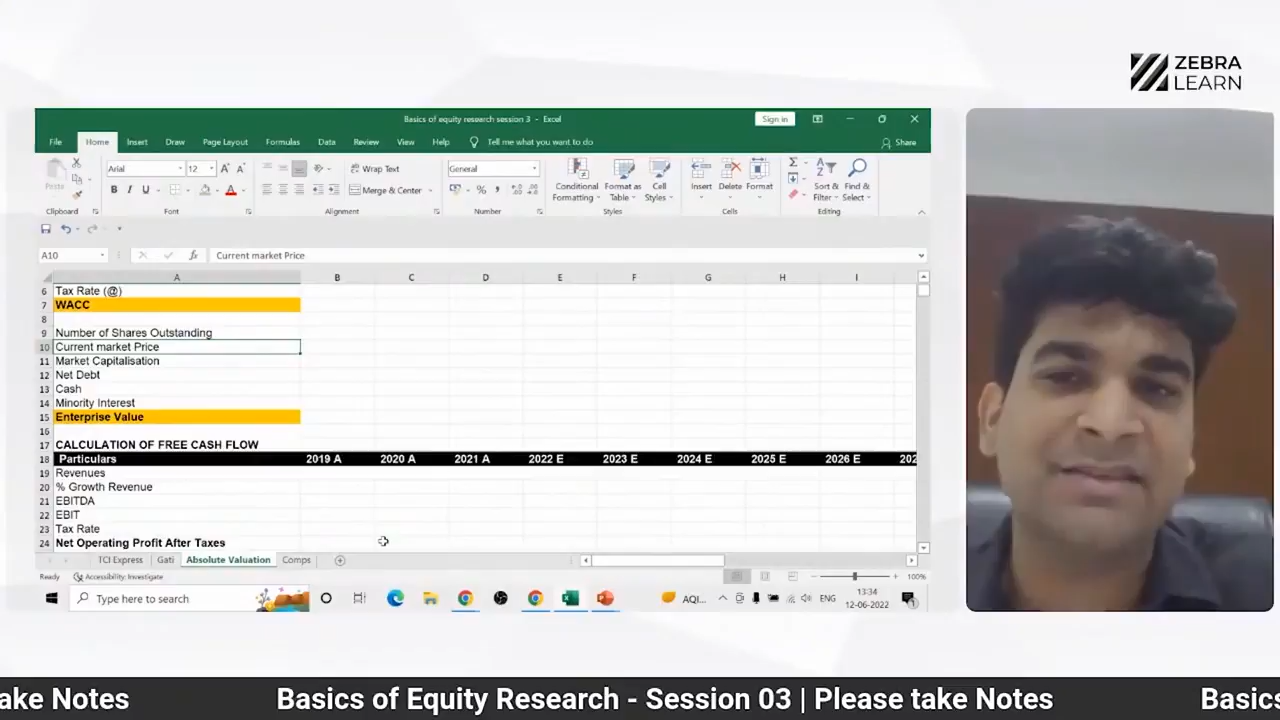 ZEBRA
LEARN
Basics of equity research session 3 - Excel
Sign in
File Home Insert Draw Page Layout Formulas Data Review View Help Tell me what you want to do Share
Paste
Arial 12
Wrap Text
General
B I U
Merge & Center
Conditional Formatting
Format as Table
Cell Styles
Insert Delete Format
Sort & Filter
Find & Select
Clipboard Font Alignment Number Styles Cells Editing
A10 fx Current market Price
A B C D E F G H I
6 Tax Rate (@)
7 WACC
8
9 Number of Shares Outstanding
10 Current market Price
11 Market Capitalisation
12 Net Debt
13 Cash
14 Minority Interest
15 Enterprise Value
16
17 CALCULATION OF FREE CASH FLOW
18 Particulars 2019 A 2020 A 2021 A 2022 E 2023 E 2024 E 2025 E 2026 E 202
19 Revenues
20 % Growth Revenue
21 EBITDA
22 EBIT
23 Tax Rate
24 Net Operating Profit After Taxes
TCI Express Gati Absolute Valuation Comps
Ready Accessibility: Investigate 100%
Type here to search
AQI... ENG 13:34
12-06-2022
ake Notes Basics of Equity Research - Session 03 | Please take Notes Basics